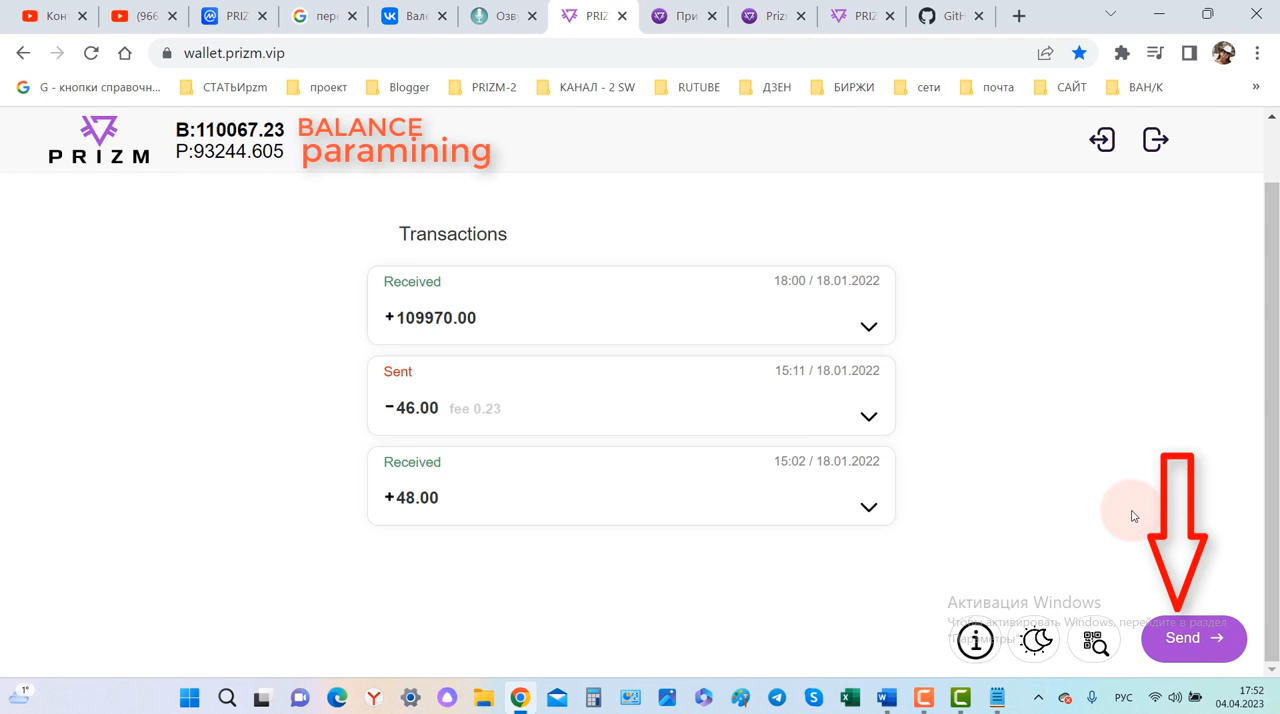 Кон
(966
PRIZ
пере
Вале
Озву
PRIZ
При
Prizm
PRIZ
GitH
wallet.prizm.vip
G - кнопки справочн...
СТАТЬИpzm
проект
Blogger
PRIZM-2
КАНАЛ - 2 SW
RUTUBE
ДЗЕН
БИРЖИ
сети
почта
САЙТ
ВАН/К
»
PRIZM
B:110067.23
P:93244.605
BALANCE
paramining
Transactions
Received
18:00 / 18.01.2022
+109970.00
Sent
15:11 / 18.01.2022
-46.00 fee 0.23
Received
15:02 / 18.01.2022
+48.00
Активация Windows
Чтобы активировать Windows, перейдите в раздел
"Параметры"
Send →
1°
РУС
17:52
04.04.2023